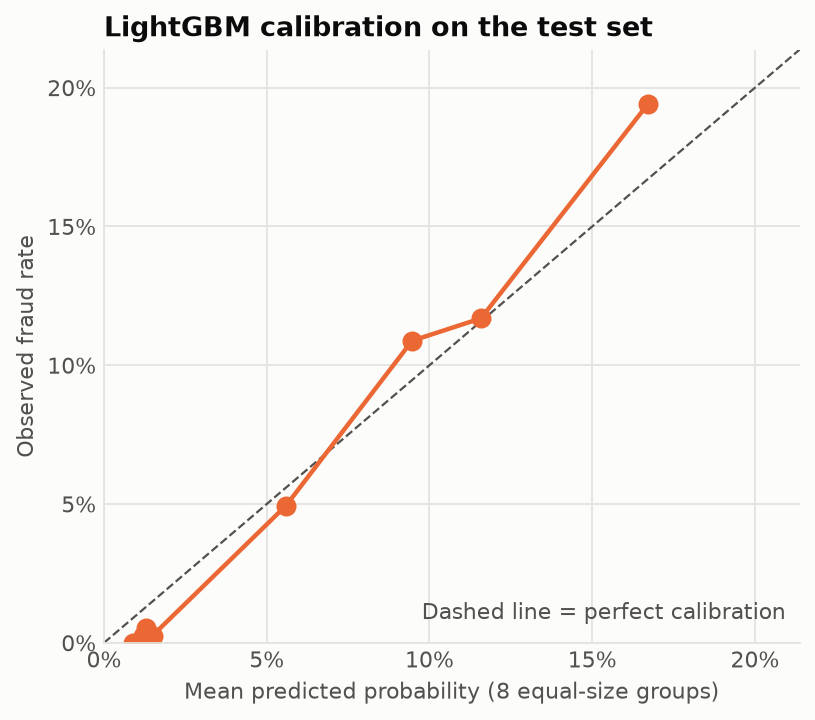 LightGBM calibration on the test set
Observed fraud rate
20%
15%
10%
5%
0%
Dashed line = perfect calibration
0%
5%
10%
15%
20%
Mean predicted probability (8 equal-size groups)